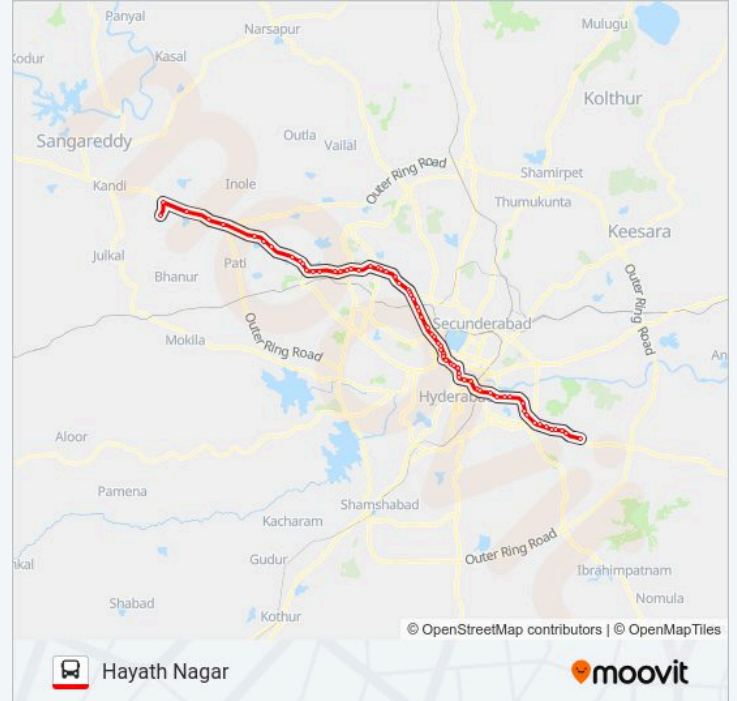 Panyal
Narsapur
Mulugu
Kodur
Kasal
Kolthur
Sangareddy
Outla
Vailal
Outer Ring Road
Shamirpet
Kandi
Inole
Thumukunta
Keesara
Julkal
Pati
Bhanur
Outer Ring Road
Secunderabad
Outer Ring Road
Mokila
An
Hyderabad
Aloor
Pamena
Shamshabad
Kacharam
Outer Ring Road
nkal
Gudur
Ibrahimpatnam
Shabad
Nomula
Kothur
© OpenStreetMap contributors | © OpenMapTiles
Hayath Nagar
moovit